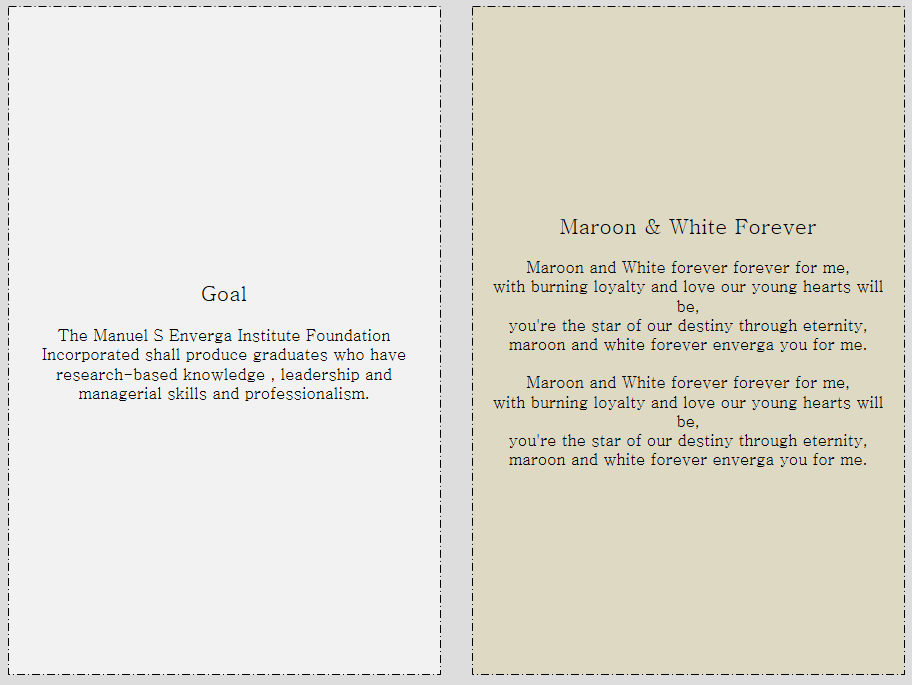 Goal
The Manuel S Enverga Institute Foundation
Incorporated shall produce graduates who have
research-based knowledge , leadership and
managerial skills and professionalism.
Maroon & White Forever
Maroon and White forever forever for me,
with burning loyalty and love our young hearts will
be,
you're the star of our destiny through eternity,
maroon and white forever enverga you for me.
Maroon and White forever forever for me,
with burning loyalty and love our young hearts will
be,
you're the star of our destiny through eternity,
maroon and white forever enverga you for me.